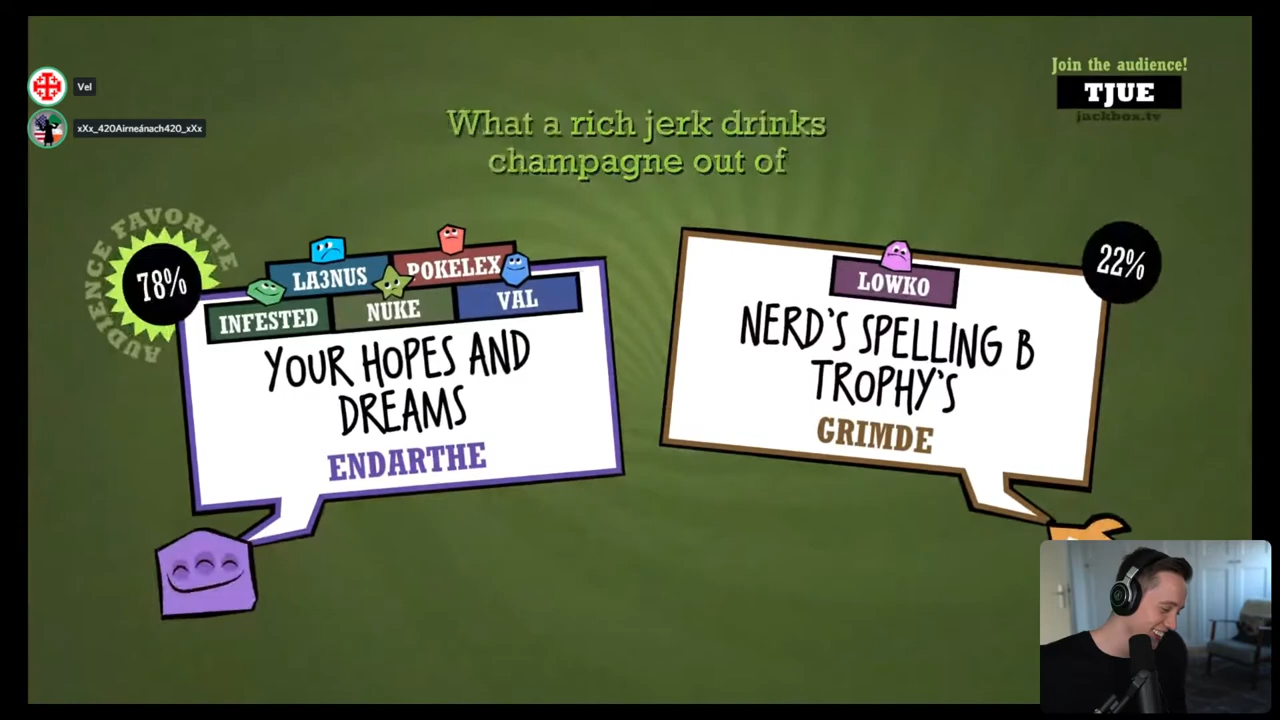 Vel
xXx_420Airneánach420_xXx
Join the audience!
TJUE
jackbox.tv
What a rich jerk drinks
champagne out of
AUDIENCE FAVORITE
78%
LA3NUS
POKELEX
INFESTED
NUKE
VAL
YOUR HOPES AND
DREAMS
ENDARTHE
22%
LOWKO
NERD'S SPELLING B
TROPHY'S
GRIMDE